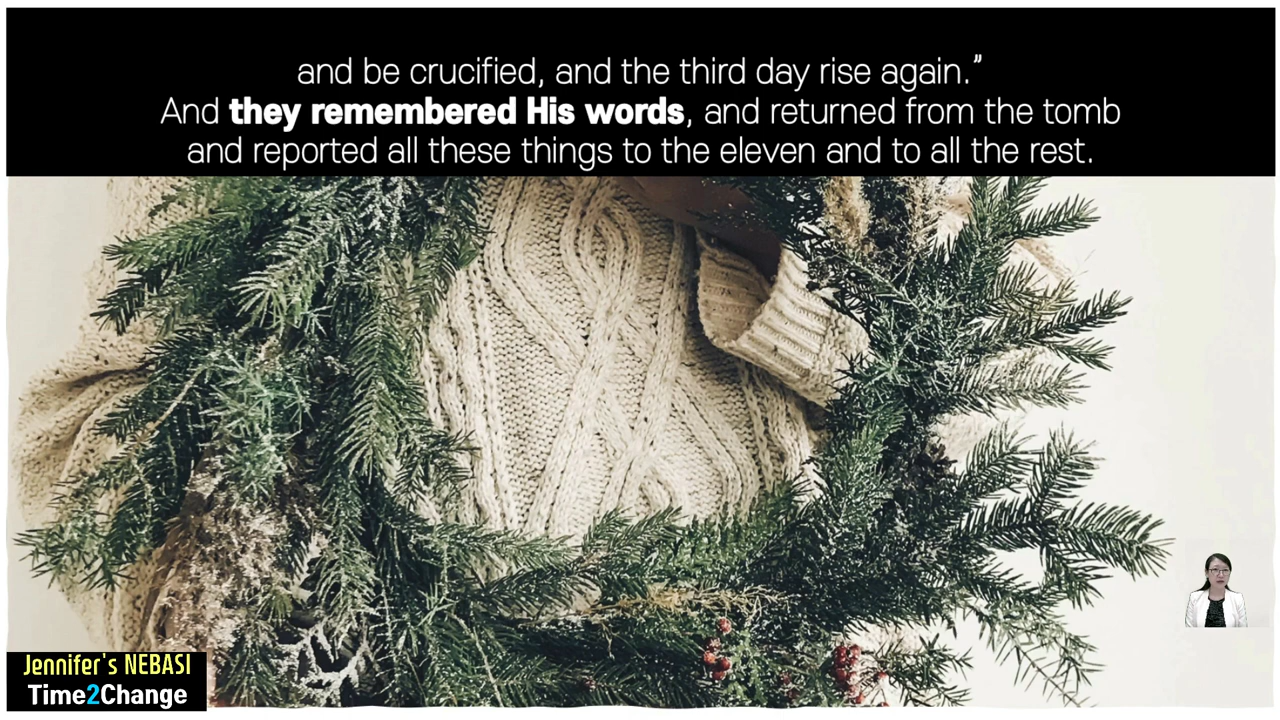 and be crucified, and the third day rise again.”
And they remembered His words, and returned from the tomb
and reported all these things to the eleven and to all the rest.
Jennifer's NEBASI
Time2Change